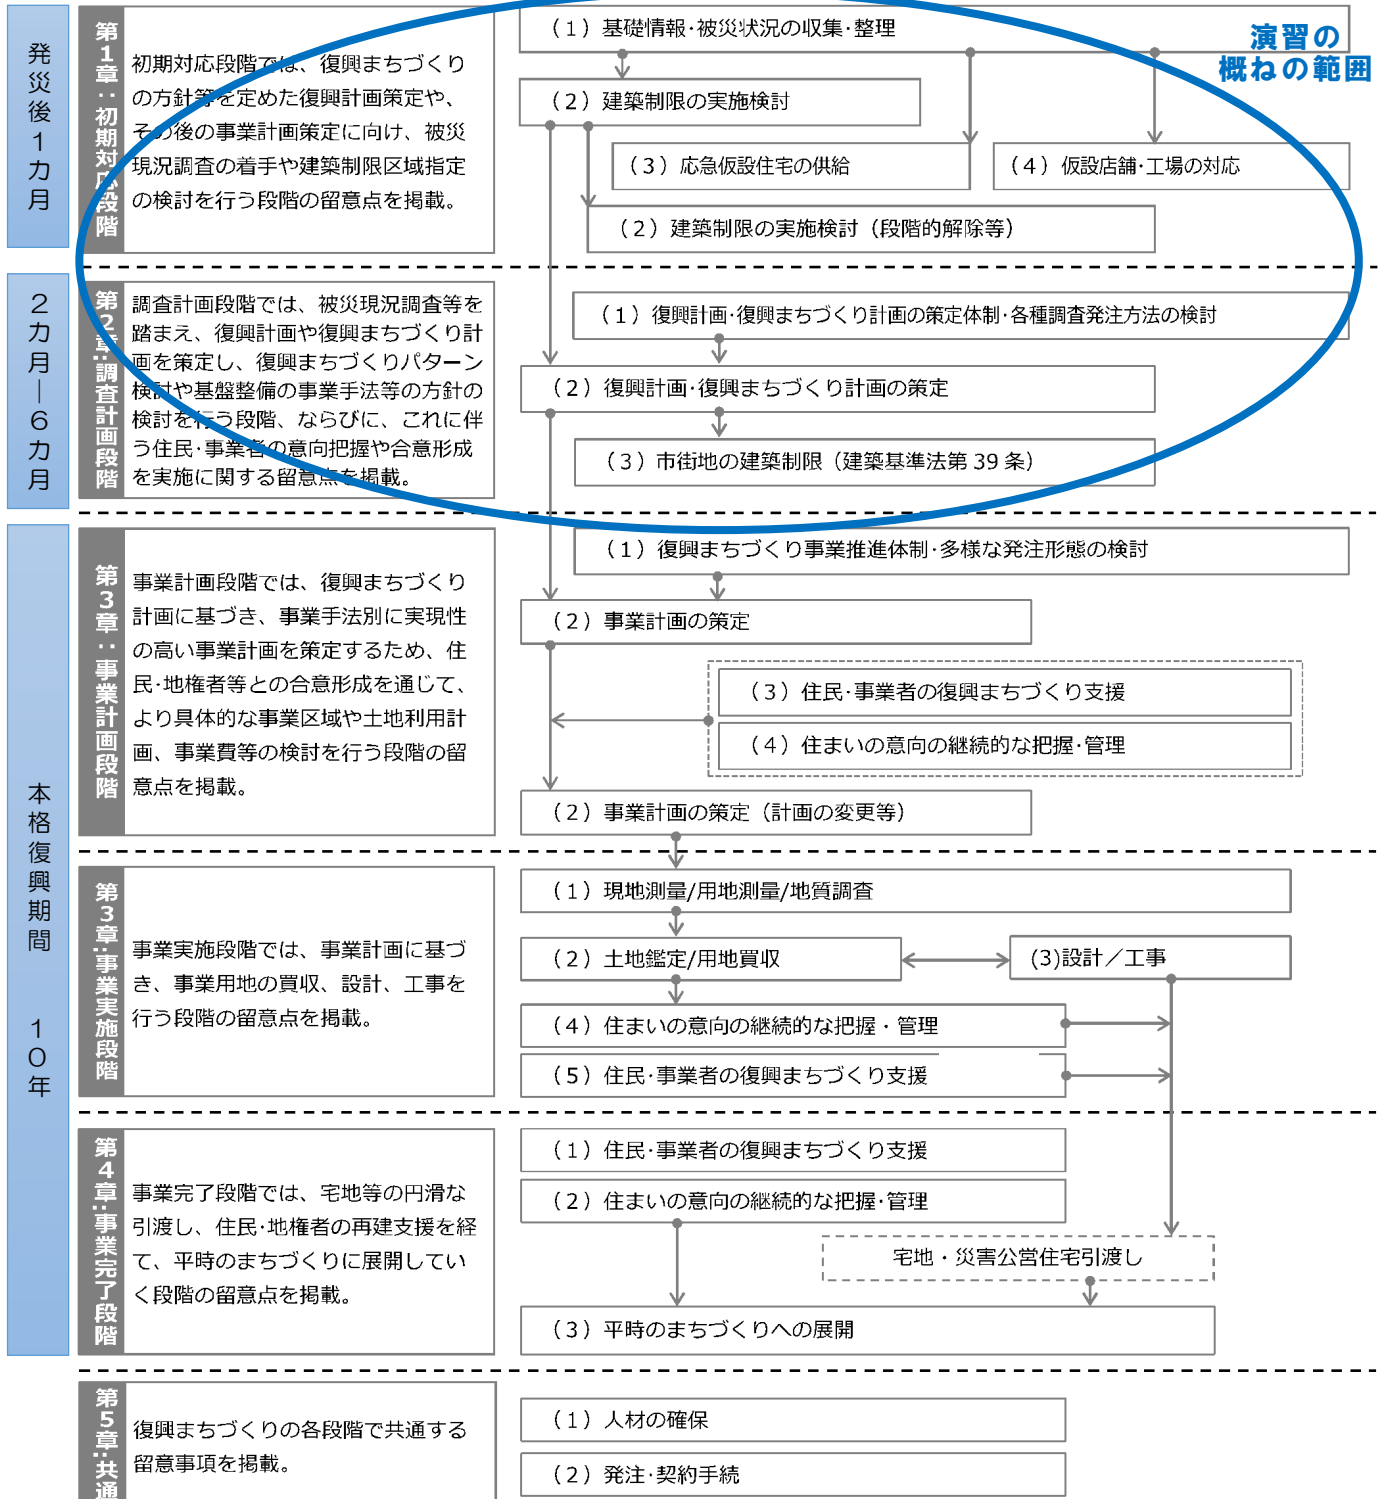 演習の
概ねの範囲
発災後1カ月
第1章：初期対応段階
初期対応段階では、復興まちづくり
の方針等を定めた復興計画策定や、
その後の事業計画策定に向け、被災
現況調査の着手や建築制限区域指定
の検討を行う段階の留意点を掲載。
（1）基礎情報･被災状況の収集･整理
（2）建築制限の実施検討
（3）応急仮設住宅の供給
（4）仮設店舗･工場の対応
（2）建築制限の実施検討（段階的解除等）
2カ月―6カ月
第2章：調査計画段階
調査計画段階では、被災現況調査等を
踏まえ、復興計画や復興まちづくり計
画を策定し、復興まちづくりパターン
検討や基盤整備の事業手法等の方針の
検討を行う段階、ならびに、これに伴
う住民･事業者の意向把握や合意形成
を実施に関する留意点を掲載。
（1）復興計画･復興まちづくり計画の策定体制･各種調査発注方法の検討
（2）復興計画･復興まちづくり計画の策定
（3）市街地の建築制限（建築基準法第 39 条）
本格復興期間　10年
第3章：事業計画段階
事業計画段階では、復興まちづくり
計画に基づき、事業手法別に実現性
の高い事業計画を策定するため、住
民･地権者等との合意形成を通じて、
より具体的な事業区域や土地利用計
画、事業費等の検討を行う段階の留
意点を掲載。
（1）復興まちづくり事業推進体制･多様な発注形態の検討
（2）事業計画の策定
（3）住民･事業者の復興まちづくり支援
（4）住まいの意向の継続的な把握･管理
（2）事業計画の策定（計画の変更等）
第3章：事業実施段階
事業実施段階では、事業計画に基づ
き、事業用地の買収、設計、工事を
行う段階の留意点を掲載。
（1）現地測量/用地測量/地質調査
（2）土地鑑定/用地買収
(3)設計／工事
（4）住まいの意向の継続的な把握・管理
（5）住民･事業者の復興まちづくり支援
第4章：事業完了段階
事業完了段階では、宅地等の円滑な
引渡し、住民･地権者の再建支援を経
て、平時のまちづくりに展開してい
く段階の留意点を掲載。
（1）住民･事業者の復興まちづくり支援
（2）住まいの意向の継続的な把握･管理
宅地・災害公営住宅引渡し
（3）平時のまちづくりへの展開
第5章：共通
復興まちづくりの各段階で共通する
留意事項を掲載。
（1）人材の確保
（2）発注･契約手続